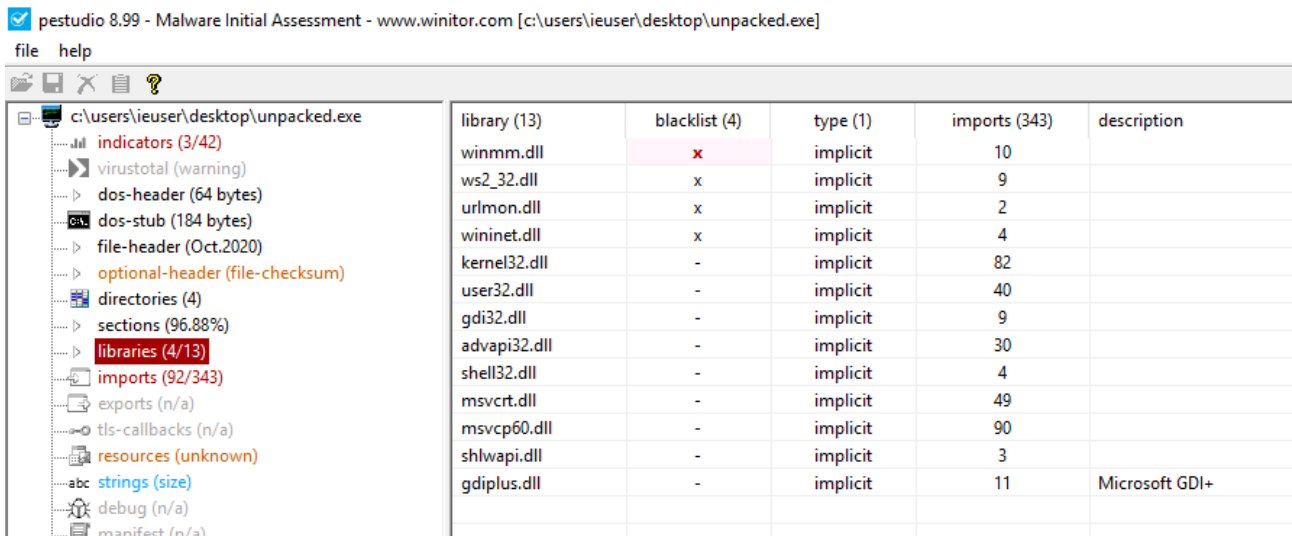 pestudio 8.99 - Malware Initial Assessment - www.winitor.com [c:\users\ieuser\desktop\unpacked.exe]
file help
c:\users\ieuser\desktop\unpacked.exe
indicators (3/42)
virustotal (warning)
dos-header (64 bytes)
dos-stub (184 bytes)
file-header (Oct.2020)
optional-header (file-checksum)
directories (4)
sections (96.88%)
libraries (4/13)
imports (92/343)
exports (n/a)
tls-callbacks (n/a)
resources (unknown)
abc strings (size)
debug (n/a)
manifest (n/a)
library (13) blacklist (4) type (1) imports (343) description
winmm.dll x implicit 10
ws2_32.dll x implicit 9
urlmon.dll x implicit 2
wininet.dll x implicit 4
kernel32.dll - implicit 82
user32.dll - implicit 40
gdi32.dll - implicit 9
advapi32.dll - implicit 30
shell32.dll - implicit 4
msvcrt.dll - implicit 49
msvcp60.dll - implicit 90
shlwapi.dll - implicit 3
gdiplus.dll - implicit 11 Microsoft GDI+